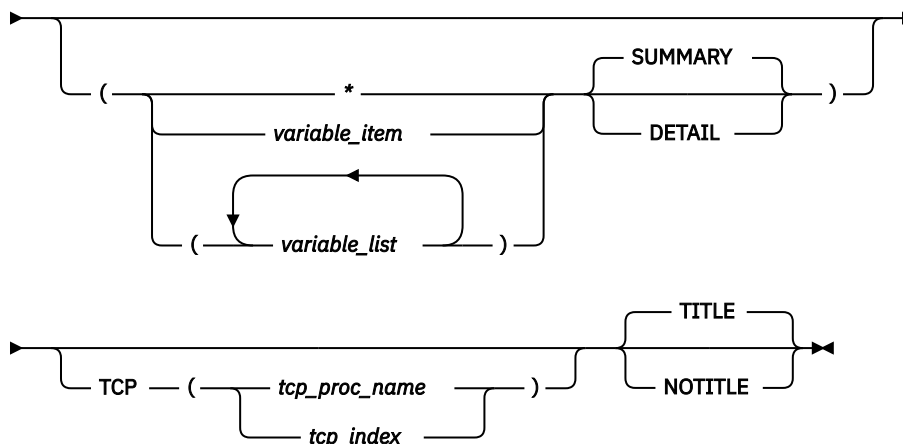 SUMMARY
( * )
variable_item
DETAIL
( variable_list )
TITLE
TCP ( tcp_proc_name )
NOTITLE
tcp_index